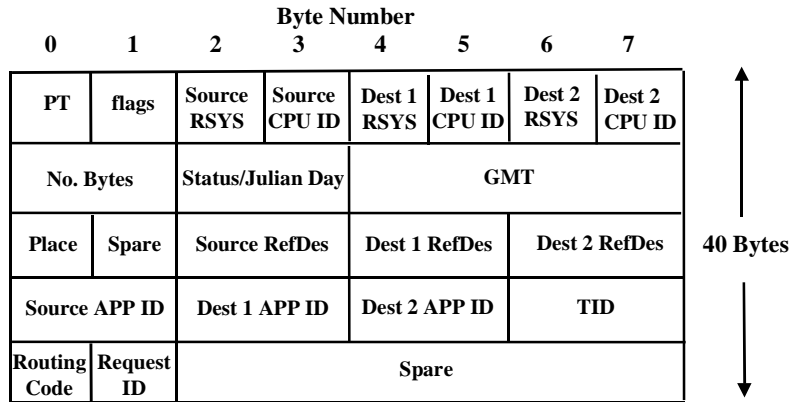 Byte Number
0 1 2 3 4 5 6 7
PT flags Source RSYS Source CPU ID Dest 1 RSYS Dest 1 CPU ID Dest 2 RSYS Dest 2 CPU ID
No. Bytes Status/Julian Day GMT
Place Spare Source RefDes Dest 1 RefDes Dest 2 RefDes
40 Bytes
Source APP ID Dest 1 APP ID Dest 2 APP ID TID
Routing Code Request ID Spare